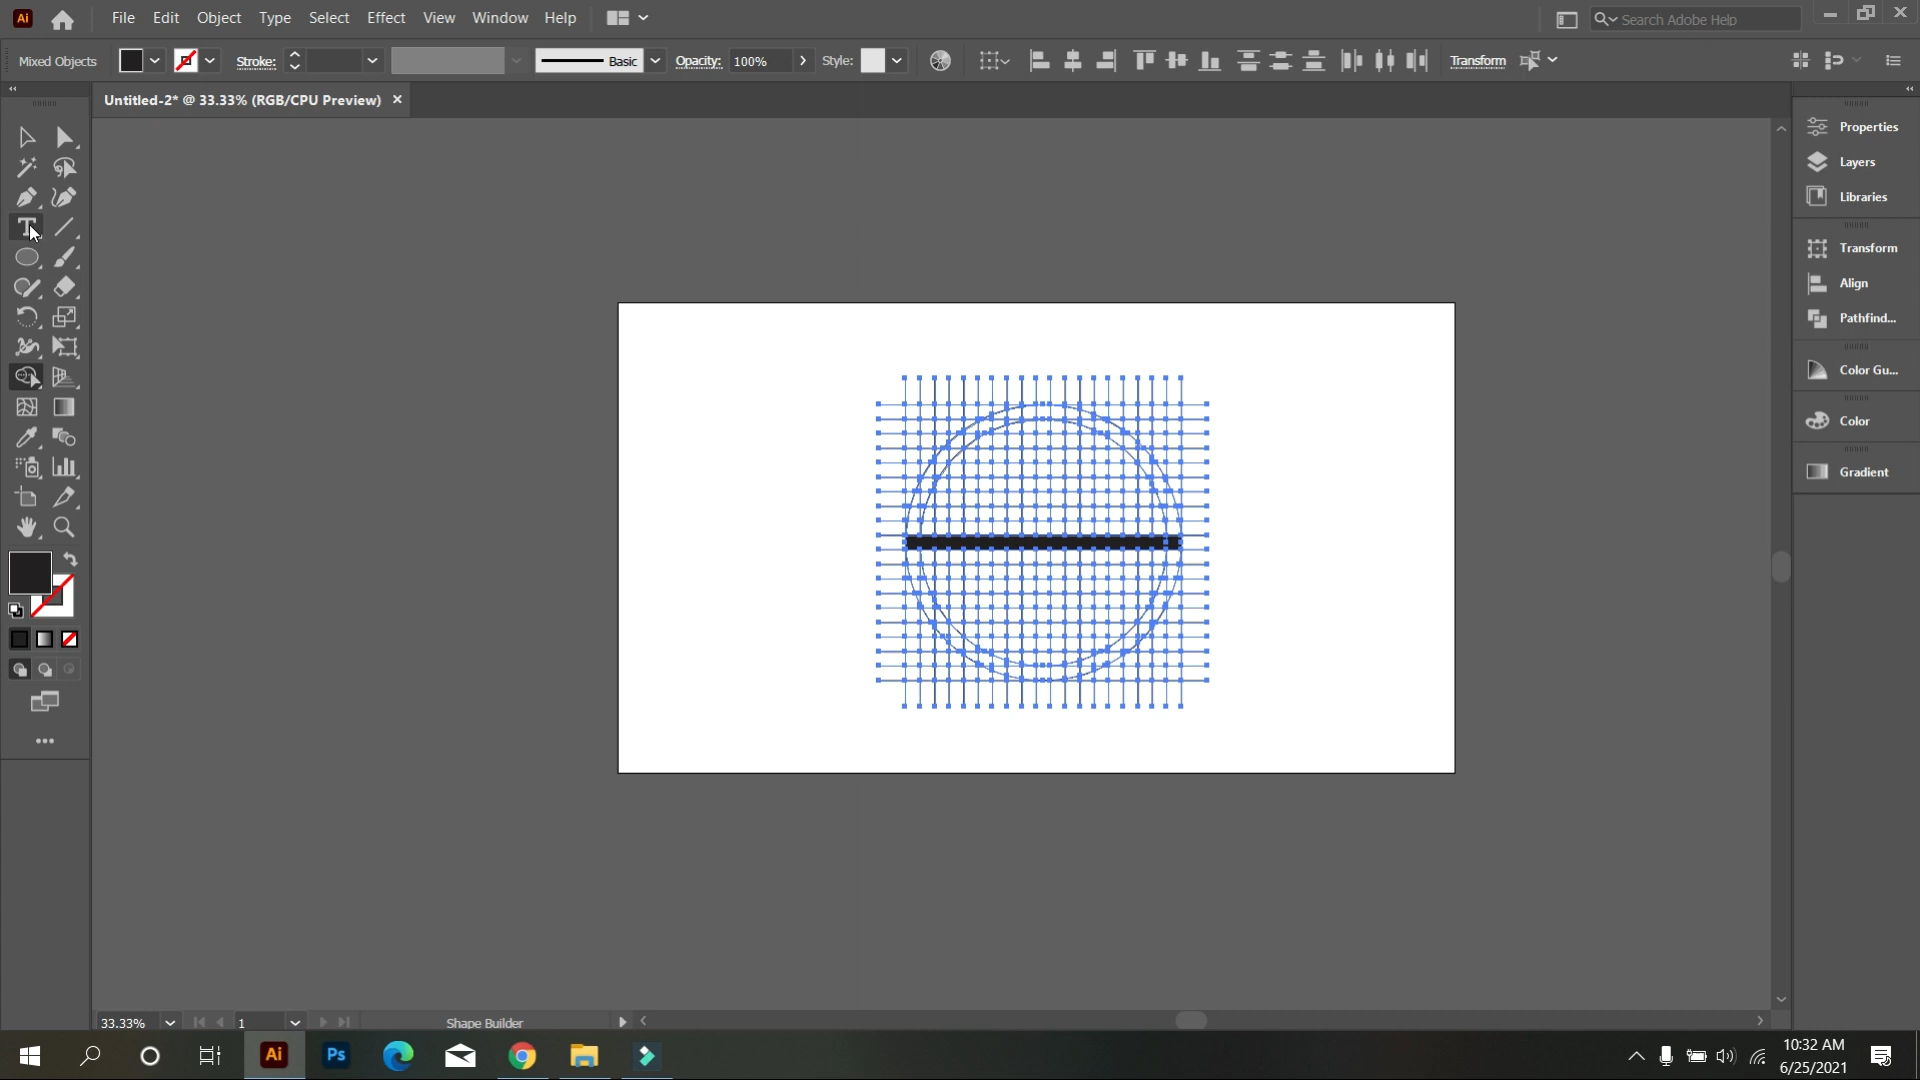 Ai File Edit Object Type Select Effect View Window Help Search Adobe Help
Mixed Objects Stroke: Basic Opacity: 100% Style: Transform
Untitled-2* @ 33.33% (RGB/CPU Preview)
Properties
Layers
Libraries
Transform
Align
Pathfind...
Color Gu...
Color
Gradient
33.33% 1 Shape Builder
Ai Ps 10:32 AM
6/25/2021